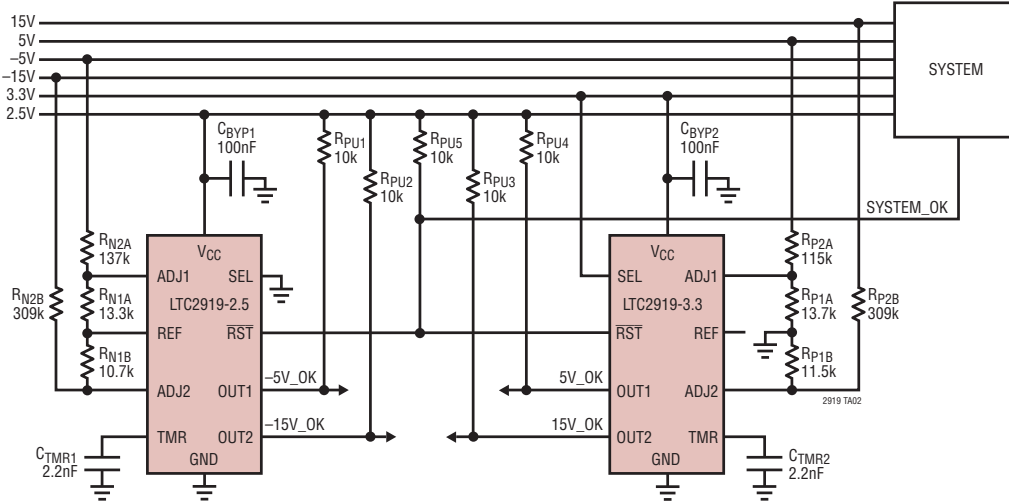 15V
5V
–5V
–15V
3.3V
2.5V
SYSTEM
CBYP1
100nF
RPU1
10k
RPU2
10k
RPU5
10k
RPU3
10k
RPU4
10k
CBYP2
100nF
SYSTEM_OK
RN2A
137k
RN2B
309k
RN1A
13.3k
RN1B
10.7k
VCC
ADJ1
SEL
LTC2919-2.5
REF
RST
ADJ2
OUT1
TMR
OUT2
GND
–5V_OK
–15V_OK
CTMR1
2.2nF
5V_OK
15V_OK
VCC
SEL
ADJ1
LTC2919-3.3
RST
REF
OUT1
ADJ2
OUT2
TMR
GND
RP2A
115k
RP1A
13.7k
RP2B
309k
RP1B
11.5k
2919 TA02
CTMR2
2.2nF